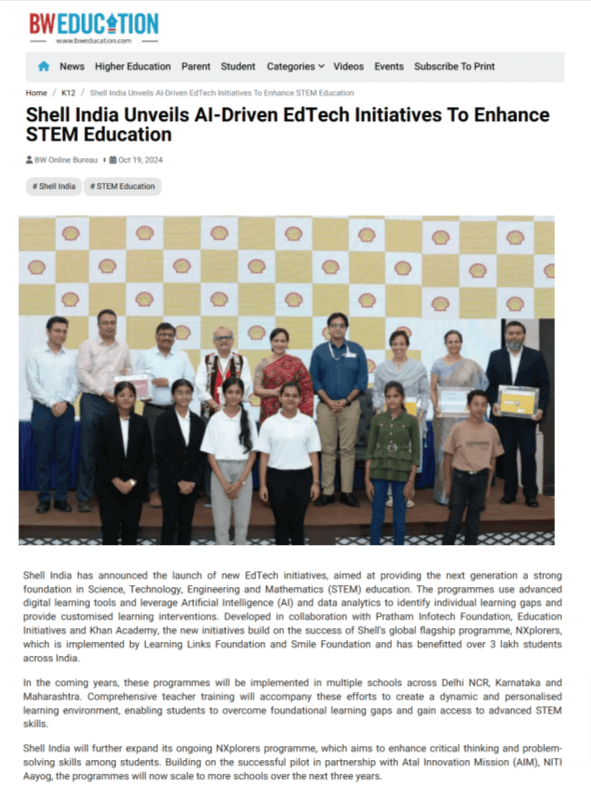 BWEDUCATION
www.bweducation.com
News Higher Education Parent Student Categories Videos Events Subscribe To Print
Home / K12 / Shell India Unveils AI-Driven EdTech Initiatives To Enhance STEM Education
Shell India Unveils AI-Driven EdTech Initiatives To Enhance
STEM Education
BW Online Bureau Oct 19, 2024
# Shell India # STEM Education
Shell India has announced the launch of new EdTech initiatives, aimed at providing the next generation a strong
foundation in Science, Technology, Engineering and Mathematics (STEM) education. The programmes use advanced
digital learning tools and leverage Artificial Intelligence (AI) and data analytics to identify individual learning gaps and
provide customised learning interventions. Developed in collaboration with Pratham Infotech Foundation, Education
Initiatives and Khan Academy, the new initiatives build on the success of Shell's global flagship programme, NXplorers,
which is implemented by Learning Links Foundation and Smile Foundation and has benefitted over 3 lakh students
across India.
In the coming years, these programmes will be implemented in multiple schools across Delhi NCR, Karnataka and
Maharashtra. Comprehensive teacher training will accompany these efforts to create a dynamic and personalised
learning environment, enabling students to overcome foundational learning gaps and gain access to advanced STEM
skills.
Shell India will further expand its ongoing NXplorers programme, which aims to enhance critical thinking and problem-
solving skills among students. Building on the successful pilot in partnership with Atal Innovation Mission (AIM), NITI
Aayog, the programmes will now scale to more schools over the next three years.